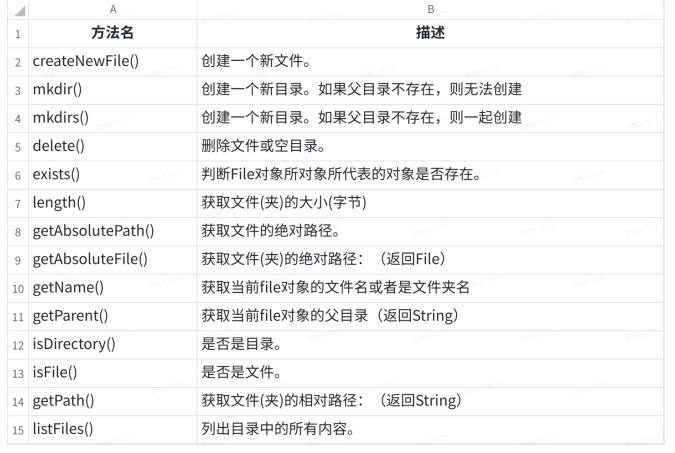 A B
1 方法名 描述
2 createNewFile() 创建一个新文件。
3 mkdir() 创建一个新目录。如果父目录不存在，则无法创建
4 mkdirs() 创建一个新目录。如果父目录不存在，则一起创建
5 delete() 删除文件或空目录。
6 exists() 判断File对象所对象所代表的对象是否存在。
7 length() 获取文件(夹)的大小(字节)
8 getAbsolutePath() 获取文件的绝对路径。
9 getAbsoluteFile() 获取文件(夹)的绝对路径：（返回File）
10 getName() 获取当前file对象的文件名或者是文件夹名
11 getParent() 获取当前file对象的父目录（返回String）
12 isDirectory() 是否是目录。
13 isFile() 是否是文件。
14 getPath() 获取文件(夹)的相对路径：（返回String）
15 listFiles() 列出目录中的所有内容。